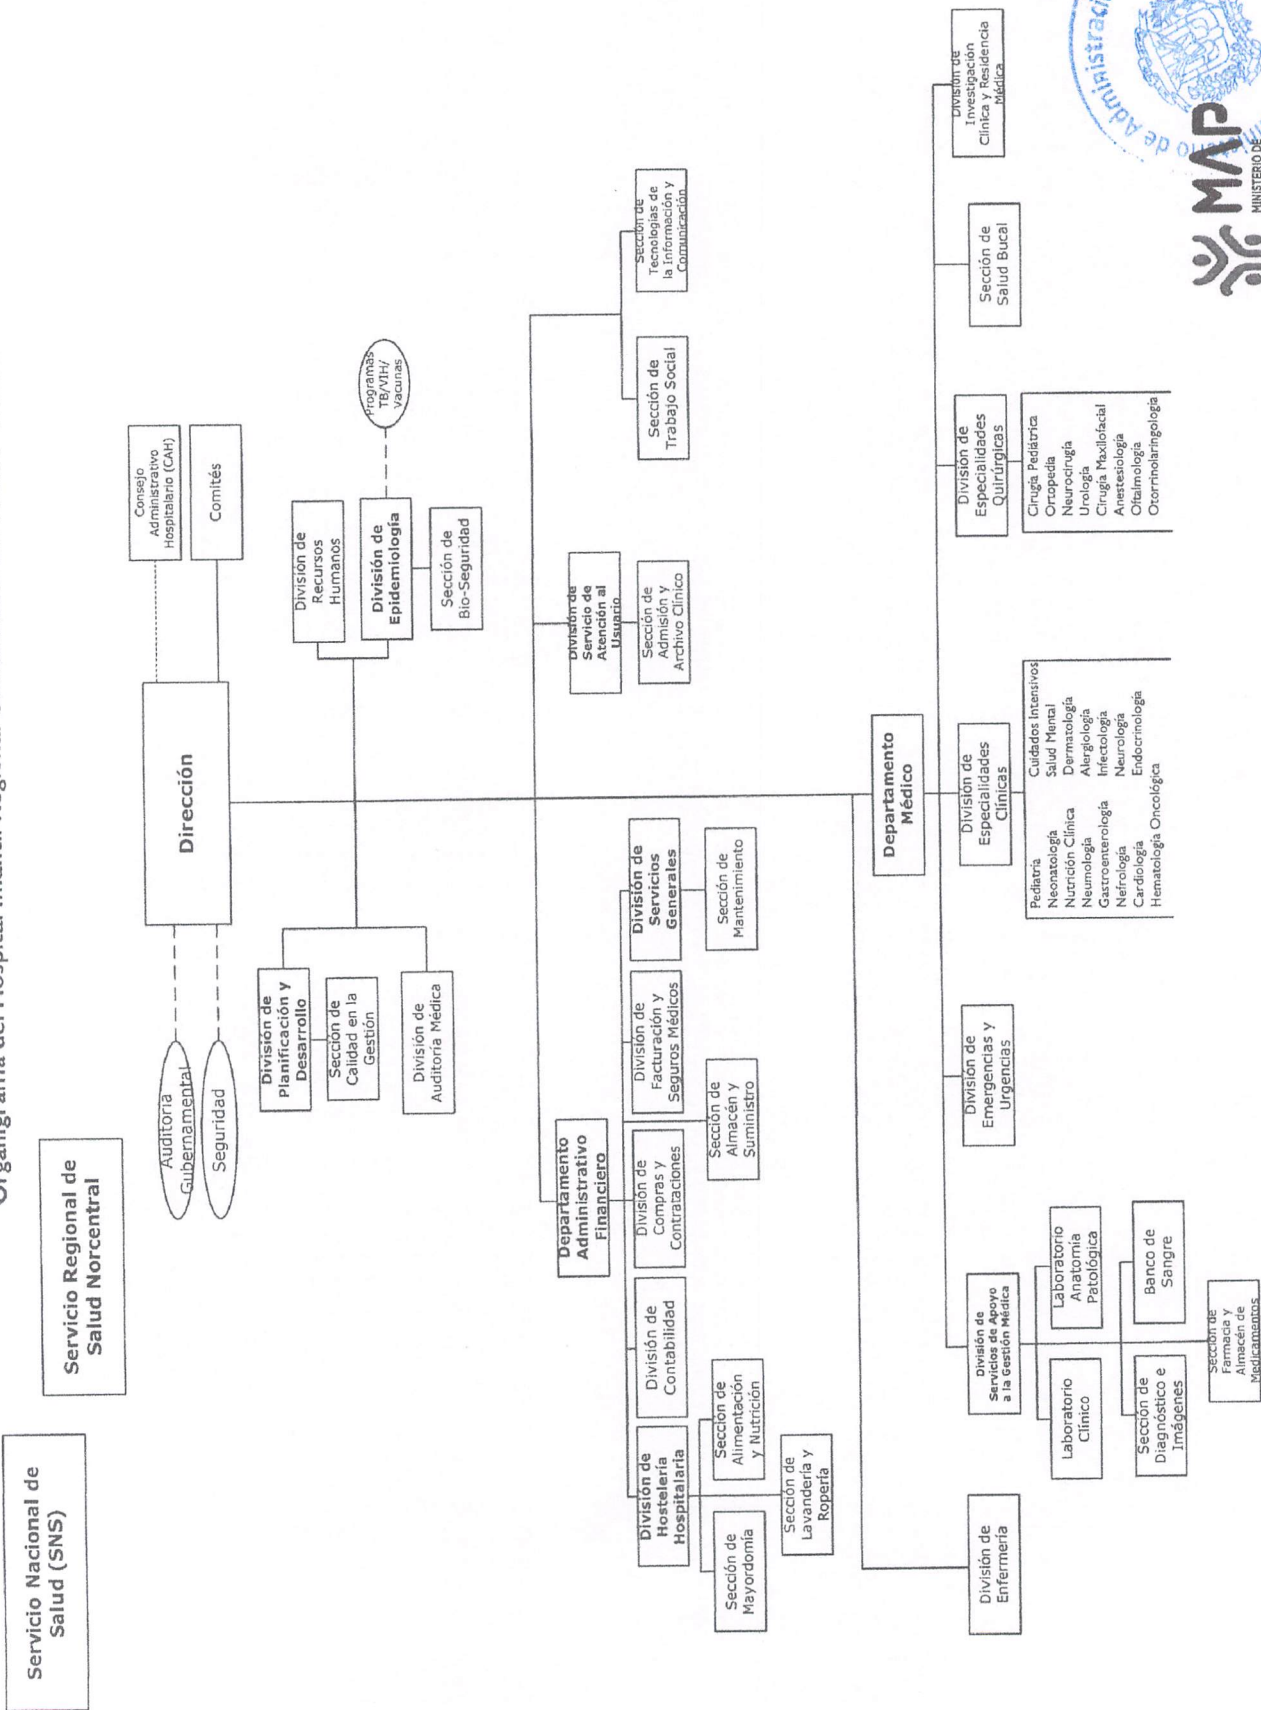 Servicio Nacional de
Salud (SNS)
Servicio Regional de
Salud Norcentral
Dirección
Consejo
Administrativo
Hospitalario (CAH)
Comités
Auditoria
Gubernamental
Seguridad
División de
Planificación y
Desarrollo
Sección de
Calidad en la
Gestión
División de
Auditoría Médica
División de
Recursos
Humanos
División de
Epidemiología
Programas
TB/VIH/
Vacunas
Sección de
Bio-Seguridad
Departamento
Administrativo
Financiero
División de
Servicio de
Atención al
Usuario
Sección de
Admisión y
Archivo Clínico
Sección de
Trabajo Social
Sección de
Tecnologías de
la Información y
Comunicación
División de
Hostelería
Hospitalaria
División de
Contabilidad
División de
Compras y
Contrataciones
División de
Facturación y
Seguros Médicos
División de
Servicios
Generales
Sección de
Mayordomía
Sección de
Alimentación
y Nutrición
Sección de
Almacén y
Suministro
Sección de
Mantenimiento
Sección de
Lavandería y
Ropería
Departamento
Médico
División de
Enfermería
División de
Servicios de Apoyo
a la Gestión Médica
División de
Emergencias y
Urgencias
División de
Especialidades
Clínicas
División de
Especialidades
Quirúrgicas
Sección de
Salud Bucal
División de
Investigación
Clínica y Residencia
Médica
Laboratorio
Clínico
Laboratorio
Anatomía
Patológica
Sección de
Diagnóstico e
Imágenes
Banco de
Sangre
Sección de
Farmacia y
Almacén de
Medicamentos
Pediatría
Neonatología
Nutrición Clínica
Neumología
Gastroenterología
Nefrología
Cardiología
Hematología Oncológica
Cuidados Intensivos
Salud Mental
Dermatología
Alergiología
Infectología
Neurología
Endocrinología
Cirugía Pediátrica
Ortopedia
Neurocirugía
Urología
Cirugía Maxilofacial
Anestesiología
Oftalmología
Otorrinolaringología
MAP
MINISTERIO DE